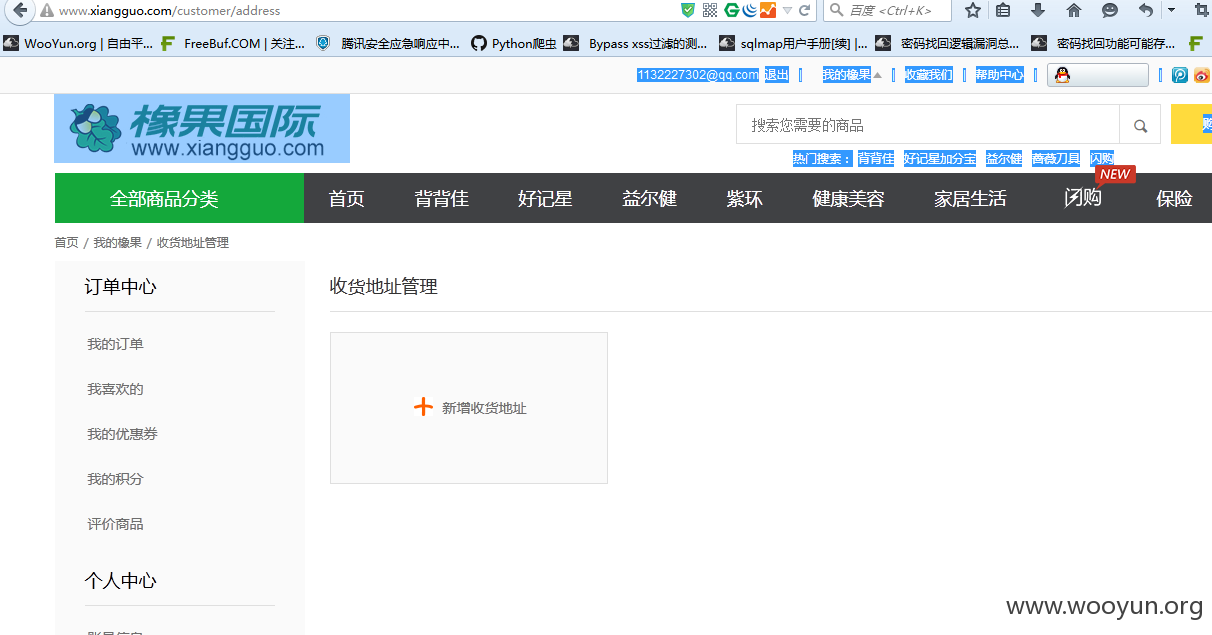 www.xiangguo.com/customer/address
百度 <Ctrl+K>
WooYun.org | 自由平... FreeBuf.COM | 关注... 腾讯安全应急响应中... Python爬虫 Bypass xss过滤的测... sqlmap用户手册[续] |... 密码找回逻辑漏洞总... 密码找回功能可能存...
1132227302@qq.com 退出 | 我的橡果 | 收藏我们 | 帮助中心 |
橡果国际
www.xiangguo.com
搜索您需要的商品
热门搜索： 背背佳 好记星加分宝 益尔健 蔷薇刀具 闪购
NEW
全部商品分类 首页 背背佳 好记星 益尔健 紫环 健康美容 家居生活 闪购 保险
首页 / 我的橡果 / 收货地址管理
订单中心
我的订单
我喜欢的
我的优惠券
我的积分
评价商品
个人中心
收货地址管理
新增收货地址
www.wooyun.org